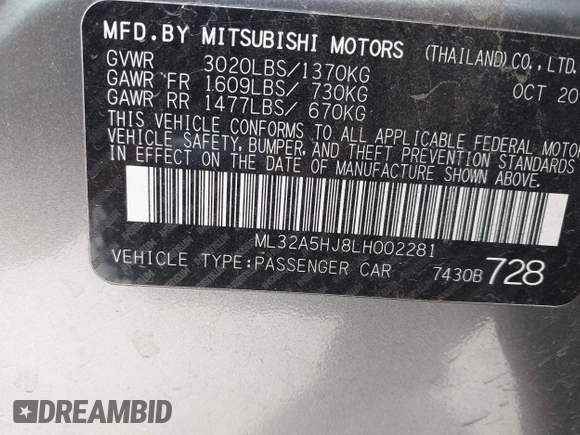 MFD.BY MITSUBISHI MOTORS (THAILAND)CO.,LTD.
GVWR 3020LBS/1370KG
GAWR FR 1609LBS/ 730KG OCT 20
GAWR RR 1477LBS/ 670KG
THIS VEHICLE CONFORMS TO ALL APPLICABLE FEDERAL MOTO
VEHICLE SAFETY, BUMPER, AND THEFT PREVENTION STANDARDS
IN EFFECT ON THE DATE OF MANUFACTURE SHOWN ABOVE.
ML32A5HJ8LH002281
VEHICLE TYPE:PASSENGER CAR 7430B 728
DREAMBID